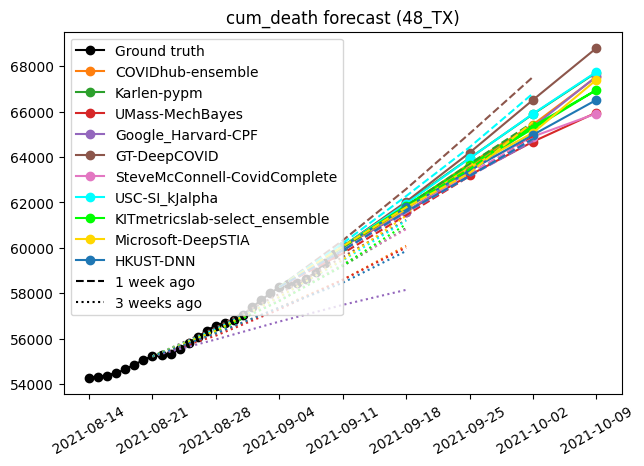 cum_death forecast (48_TX)
68000
66000
64000
62000
60000
58000
56000
54000
Ground truth
COVIDhub-ensemble
Karlen-pypm
UMass-MechBayes
Google_Harvard-CPF
GT-DeepCOVID
SteveMcConnell-CovidComplete
USC-SI_kJalpha
KITmetricslab-select_ensemble
Microsoft-DeepSTIA
HKUST-DNN
1 week ago
3 weeks ago
2021-08-14
2021-08-21
2021-08-28
2021-09-04
2021-09-11
2021-09-18
2021-09-25
2021-10-02
2021-10-09